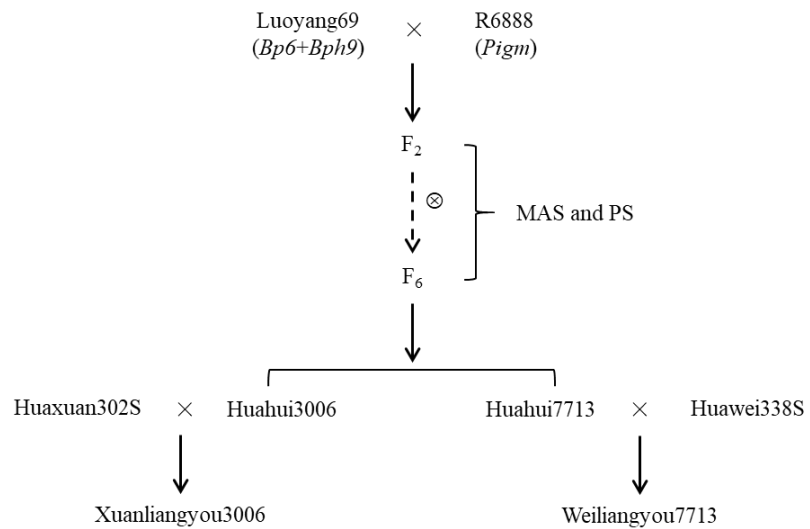 Luoyang69 × R6888
(Bp6+Bph9) (Pigm)
F₂
⊗
MAS and PS
F₆
Huaxuan302S × Huahui3006 Huahui7713 × Huawei338S
Xuanliangyou3006 Weiliangyou7713